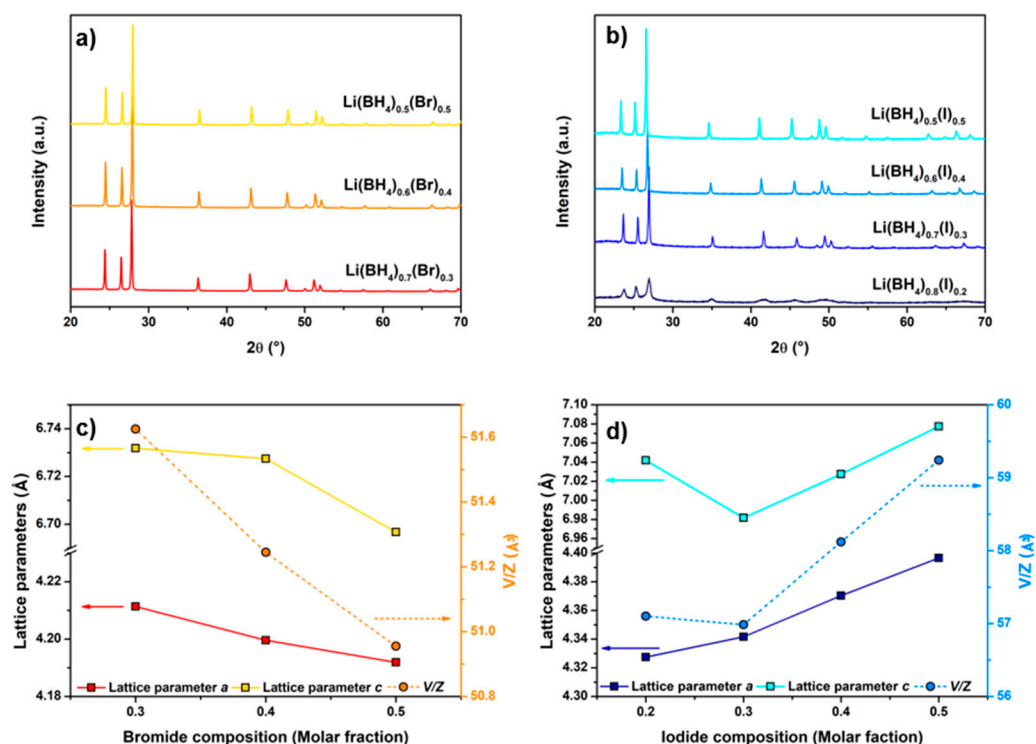 a)
Intensity (a.u.)
Li(BH₄)₀.₅(Br)₀.₅
Li(BH₄)₀.₆(Br)₀.₄
Li(BH₄)₀.₇(Br)₀.₃
20 30 40 50 60 70
2θ (°)
b)
Intensity (a.u.)
Li(BH₄)₀.₅(I)₀.₅
Li(BH₄)₀.₆(I)₀.₄
Li(BH₄)₀.₇(I)₀.₃
Li(BH₄)₀.₈(I)₀.₂
20 30 40 50 60 70
2θ (°)
c)
Lattice parameters (Å)
6.74
6.72
6.70
4.22
4.20
4.18
51.6
51.4
51.2
51.0
50.8
V/Z (Å³)
Lattice parameter a Lattice parameter c V/Z
0.3 0.4 0.5
Bromide composition (Molar fraction)
d)
Lattice parameters (Å)
7.10
7.08
7.06
7.04
7.02
7.00
6.98
6.96
4.40
4.38
4.36
4.34
4.32
4.30
60
59
58
57
56
V/Z (Å³)
Lattice parameter a Lattice parameter c V/Z
0.2 0.3 0.4 0.5
Iodide composition (Molar faction)